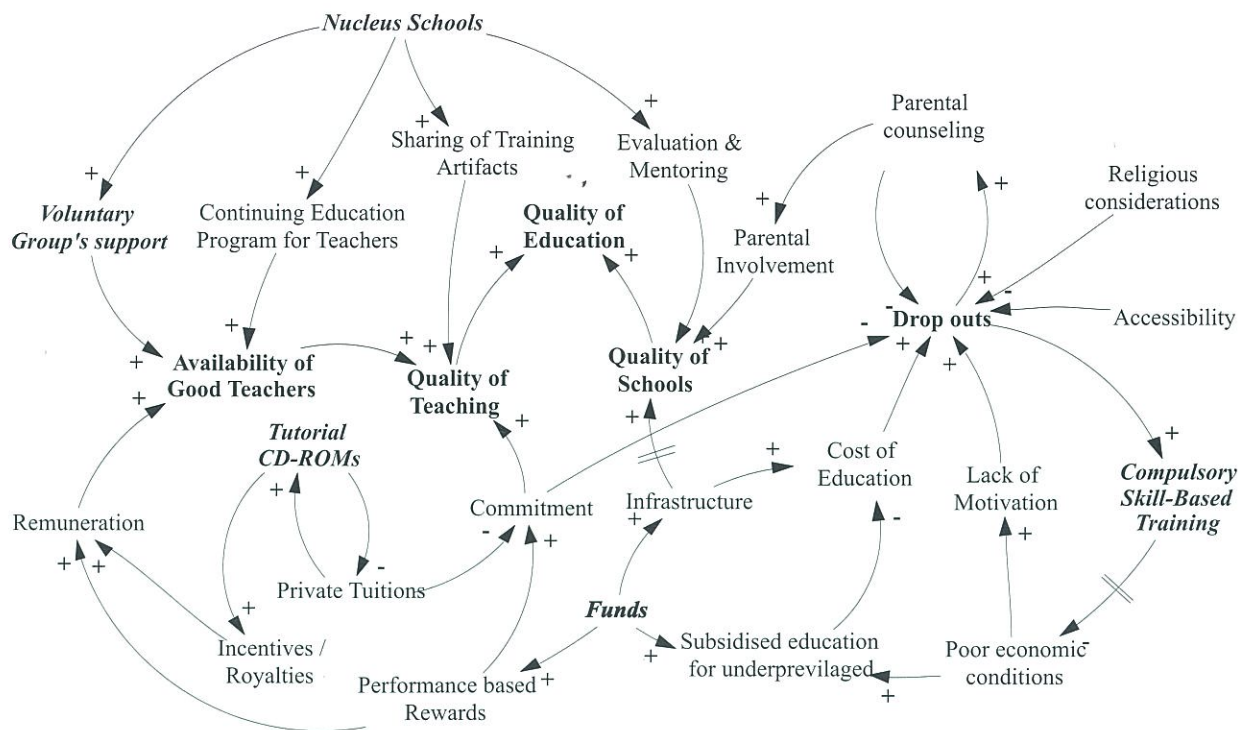 Nucleus Schools
Parental
counseling
Sharing of Training
Artifacts
Evaluation &
Mentoring
Religious
considerations
Voluntary
Group's support
Continuing Education
Program for Teachers
Quality of
Education
Parental
Involvement
Drop outs
Accessibility
Availability of
Good Teachers
Quality of
Teaching
Quality of
Schools
Tutorial
CD-ROMs
Cost of
Education
Lack of
Motivation
Compulsory
Skill-Based
Training
Remuneration
Commitment
Infrastructure
Private Tuitions
Funds
Incentives /
Royalties
Performance based
Rewards
Subsidised education
for underprevilaged
Poor economic
conditions